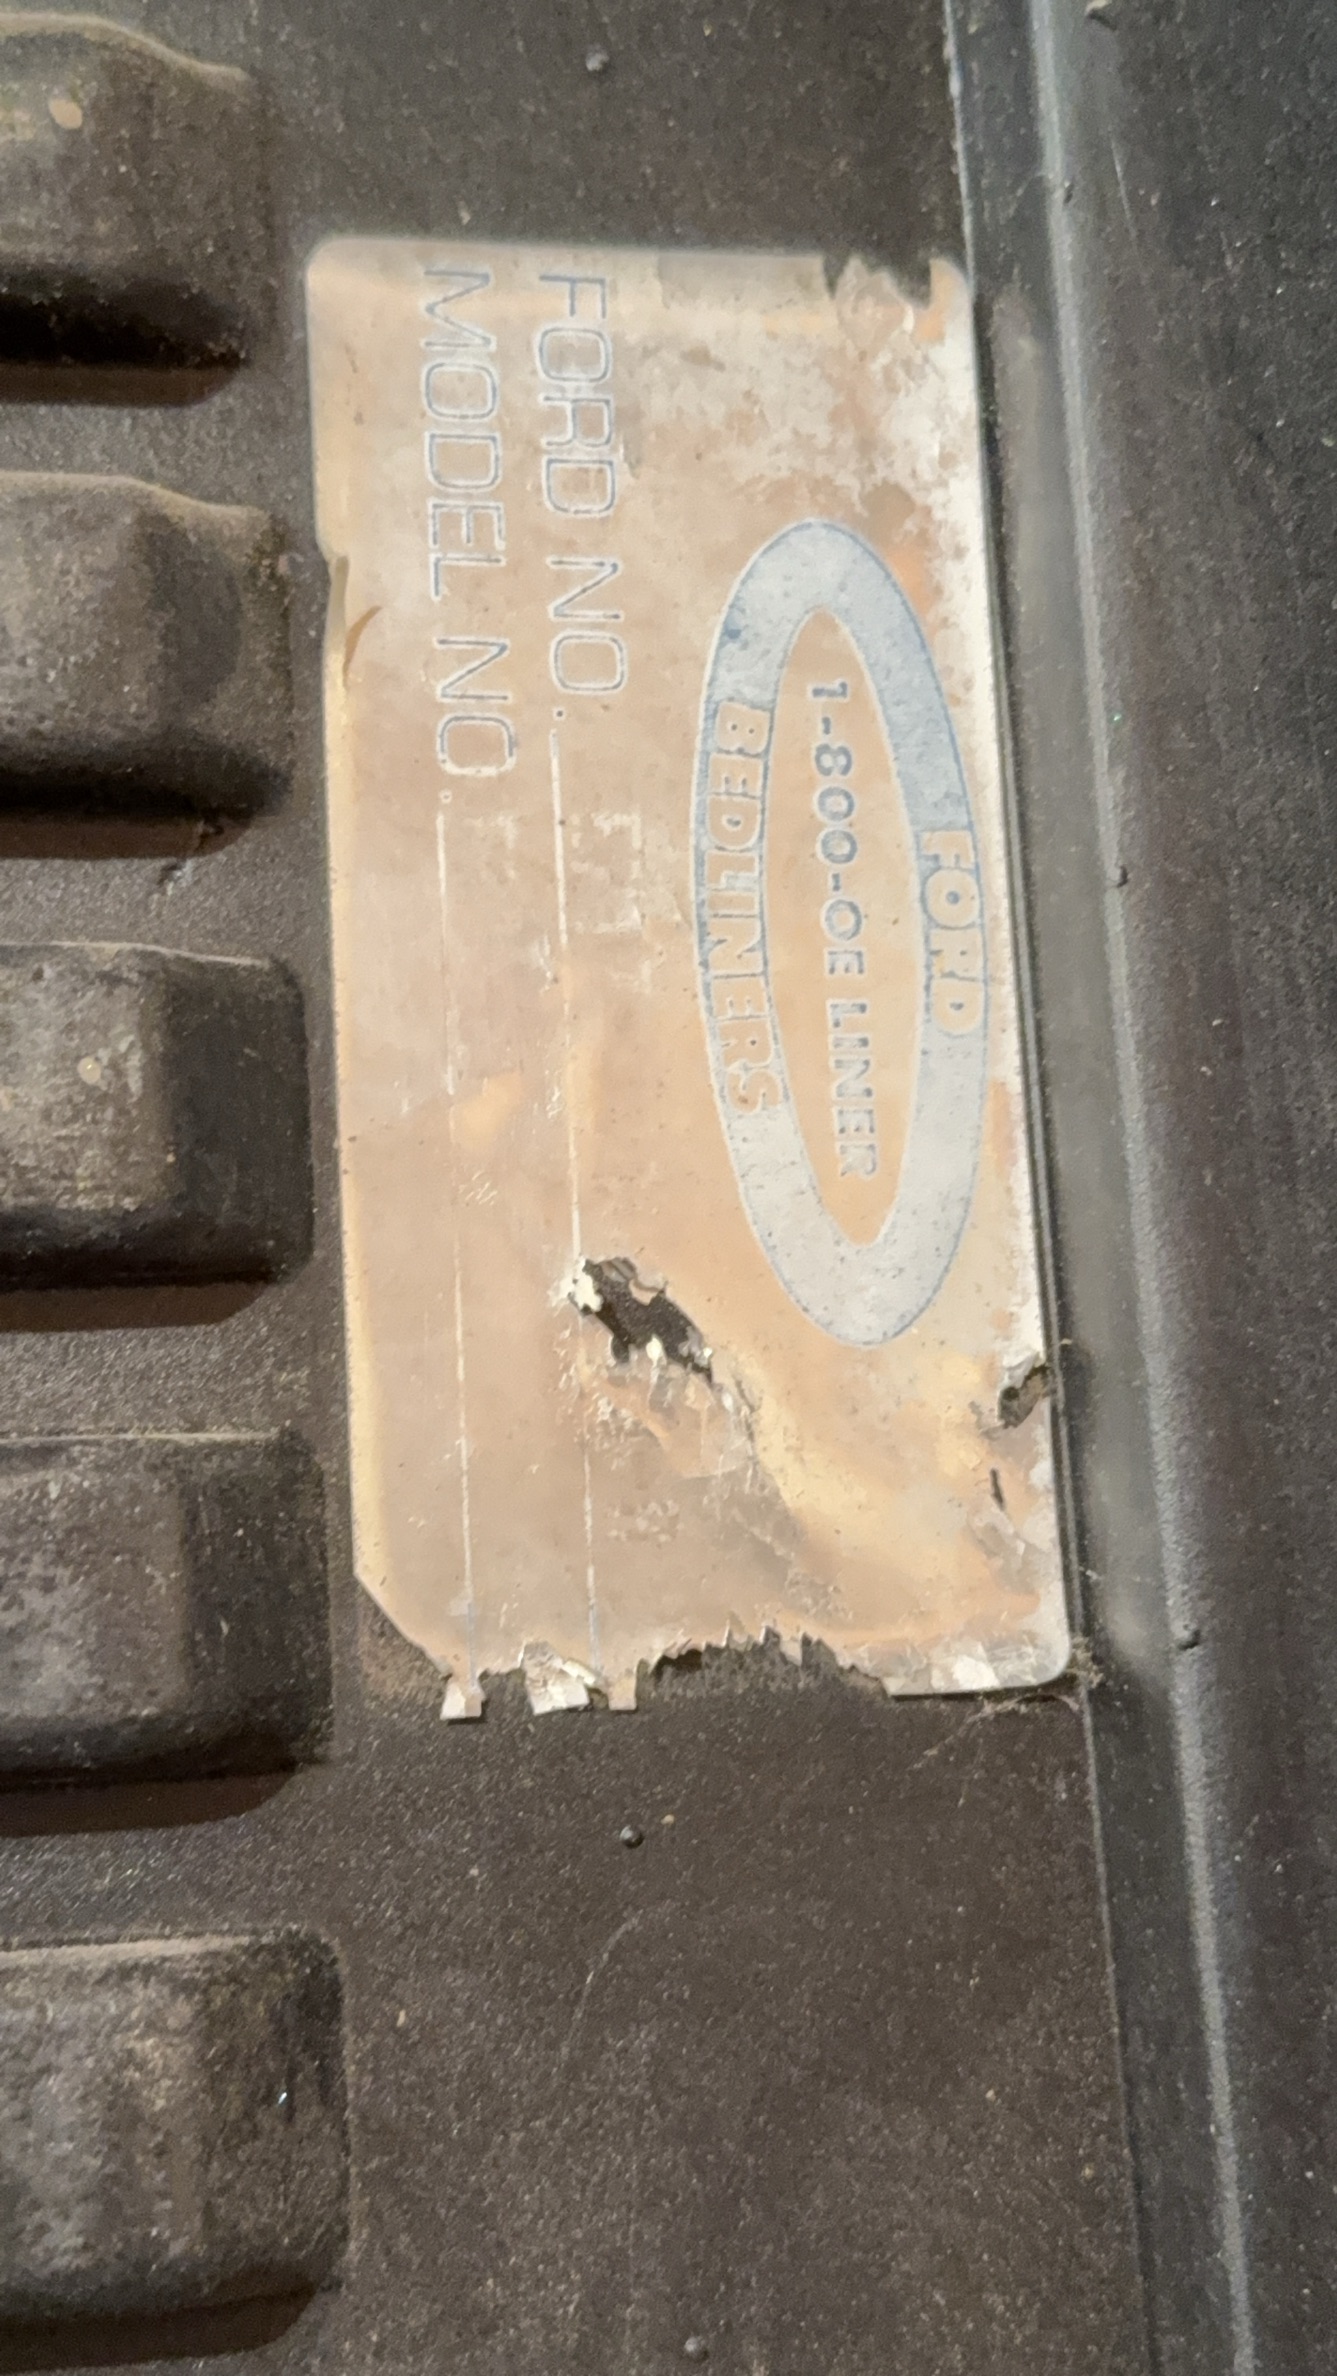 FORD
1-800-OE LINER
BEDLINERS
FORD NO.
MODEL NO.